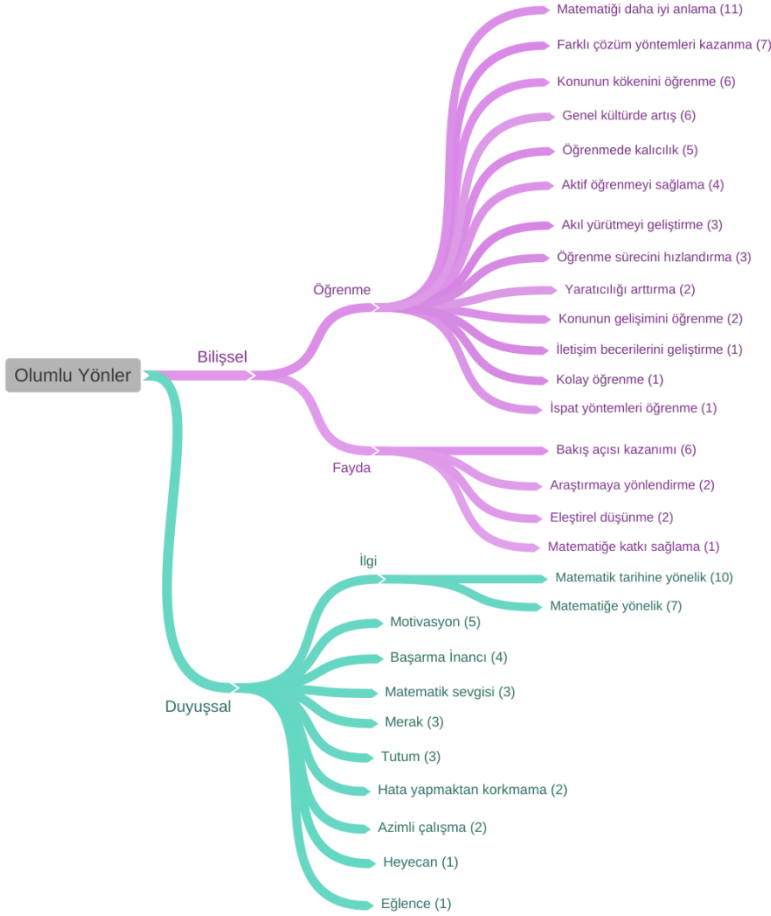 Olumlu Yönler
Bilişsel
Öğrenme
Matematiği daha iyi anlama (11)
Farklı çözüm yöntemleri kazanma (7)
Konunun kökenini öğrenme (6)
Genel kültürde artış (6)
Öğrenmede kalıcılık (5)
Aktif öğrenmeyi sağlama (4)
Akıl yürütmeyi geliştirme (3)
Öğrenme sürecini hızlandırma (3)
Yaratıcılığı arttırma (2)
Konunun gelişimini öğrenme (2)
İletişim becerilerini geliştirme (1)
Kolay öğrenme (1)
İspat yöntemleri öğrenme (1)
Fayda
Bakış açısı kazanımı (6)
Araştırmaya yönlendirme (2)
Eleştirel düşünme (2)
Matematiğe katkı sağlama (1)
Duyuşsal
İlgi
Matematik tarihine yönelik (10)
Matematiğe yönelik (7)
Motivasyon (5)
Başarma İnancı (4)
Matematik sevgisi (3)
Merak (3)
Tutum (3)
Hata yapmaktan korkmama (2)
Azimli çalışma (2)
Heyecan (1)
Eğlence (1)